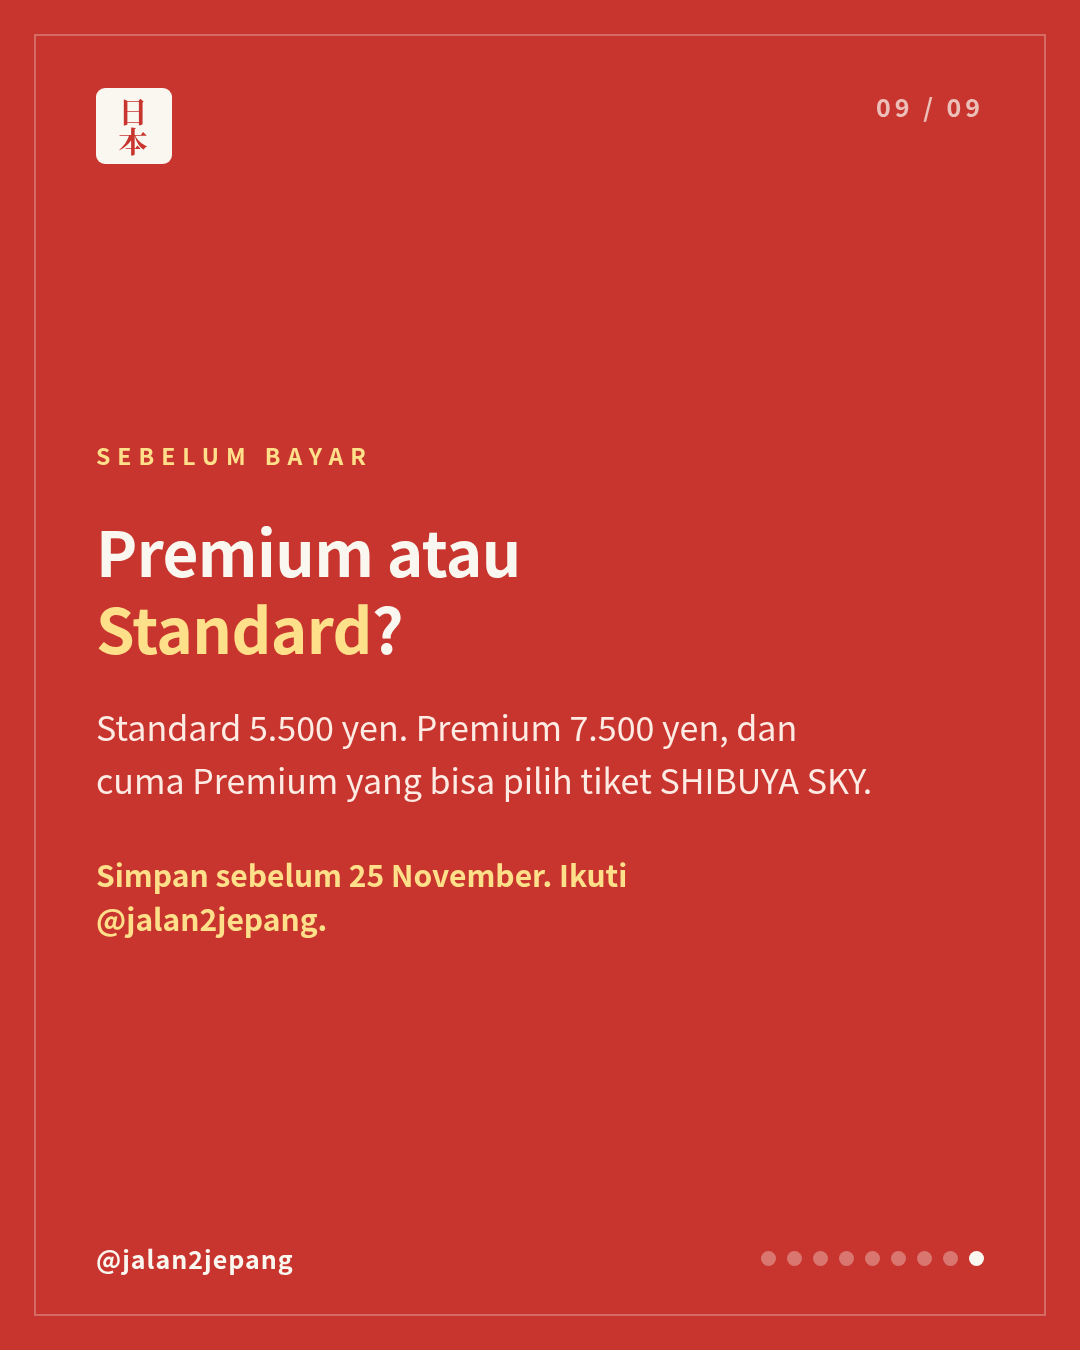 日本
09 / 09
SEBELUM BAYAR
Premium atau
Standard?
Standard 5.500 yen. Premium 7.500 yen, dan
cuma Premium yang bisa pilih tiket SHIBUYA SKY.
Simpan sebelum 25 November. Ikuti
@jalan2jepang.
@jalan2jepang